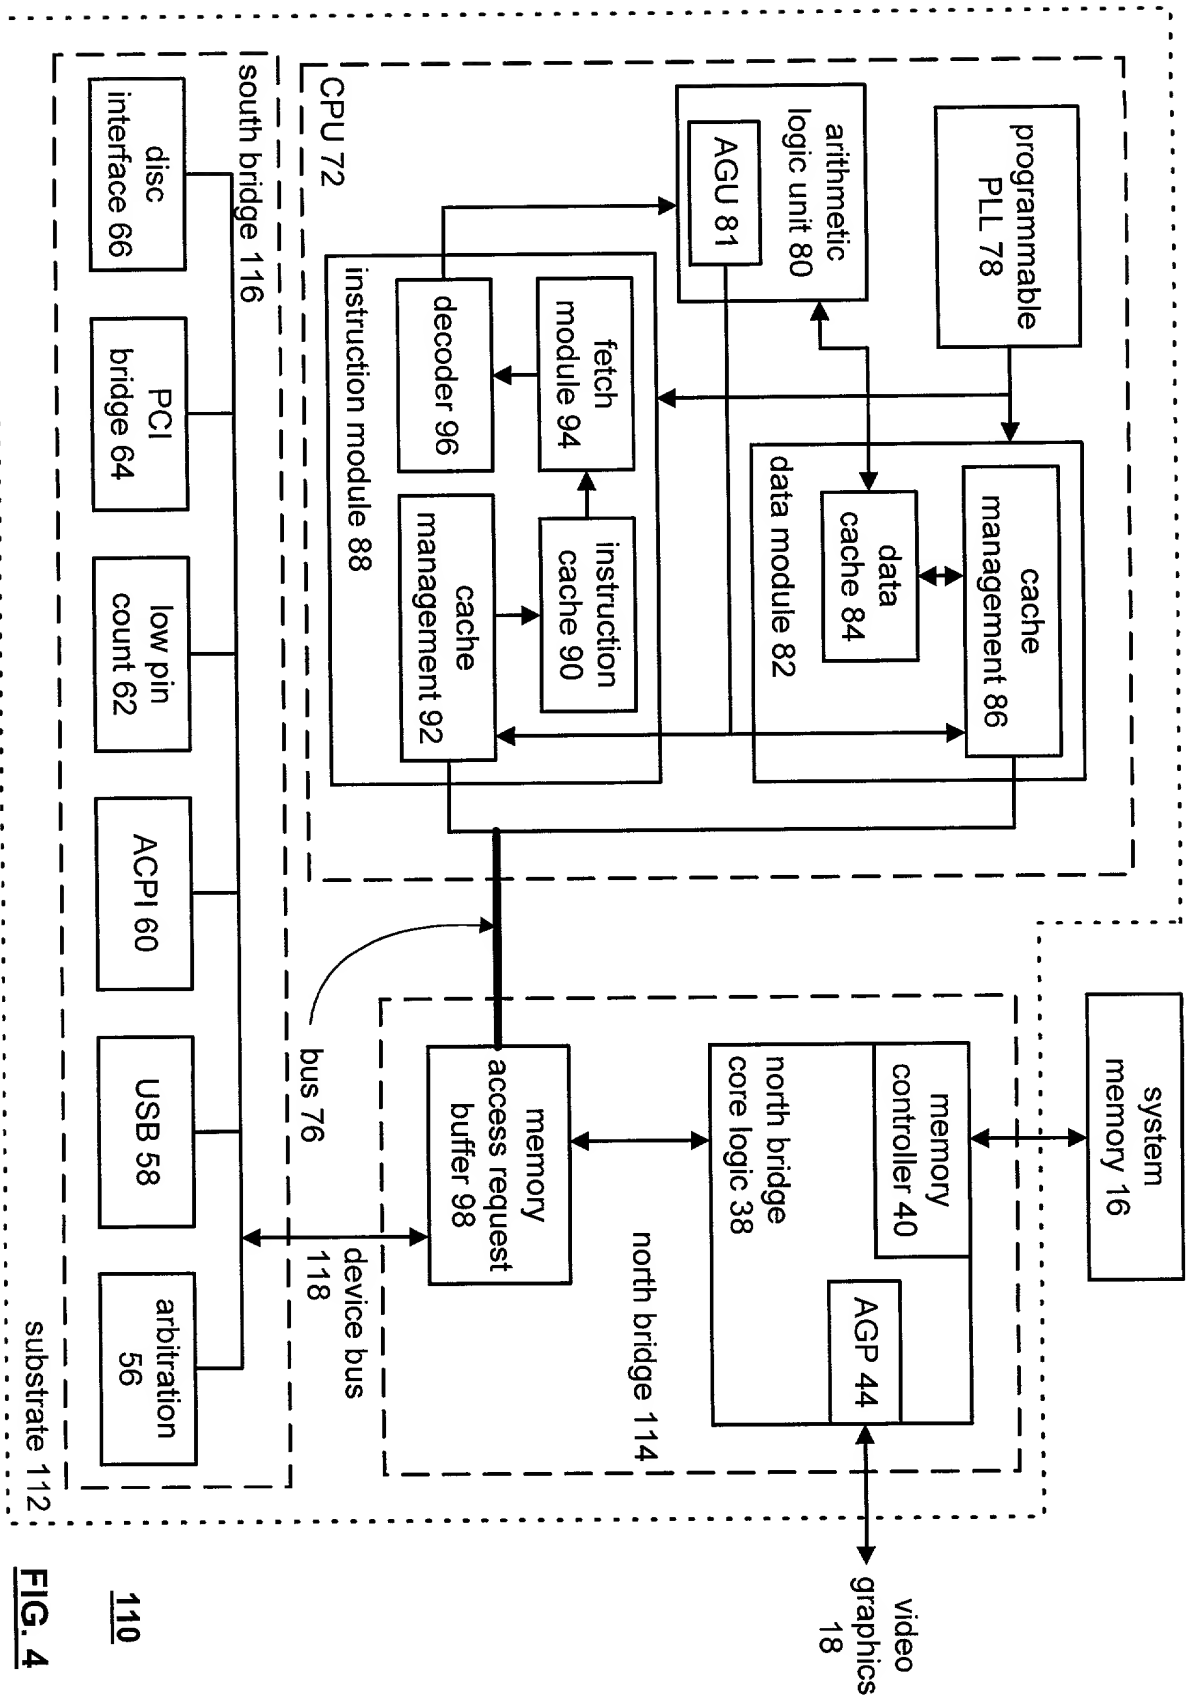 system
memory 16
video
graphics
18
programmable
PLL 78
cache
management 86
data
cache 84
data module 82
arithmetic
logic unit 80
AGU 81
fetch
module 94
instruction
cache 90
decoder 96
cache
management 92
instruction module 88
CPU 72
memory
controller 40
AGP 44
north bridge
core logic 38
north bridge 114
memory
access request
buffer 98
bus 76
device bus
118
south bridge 116
disc
interface 66
PCI
bridge 64
low pin
count 62
ACPI 60
USB 58
arbitration
56
substrate 112
110
FIG. 4